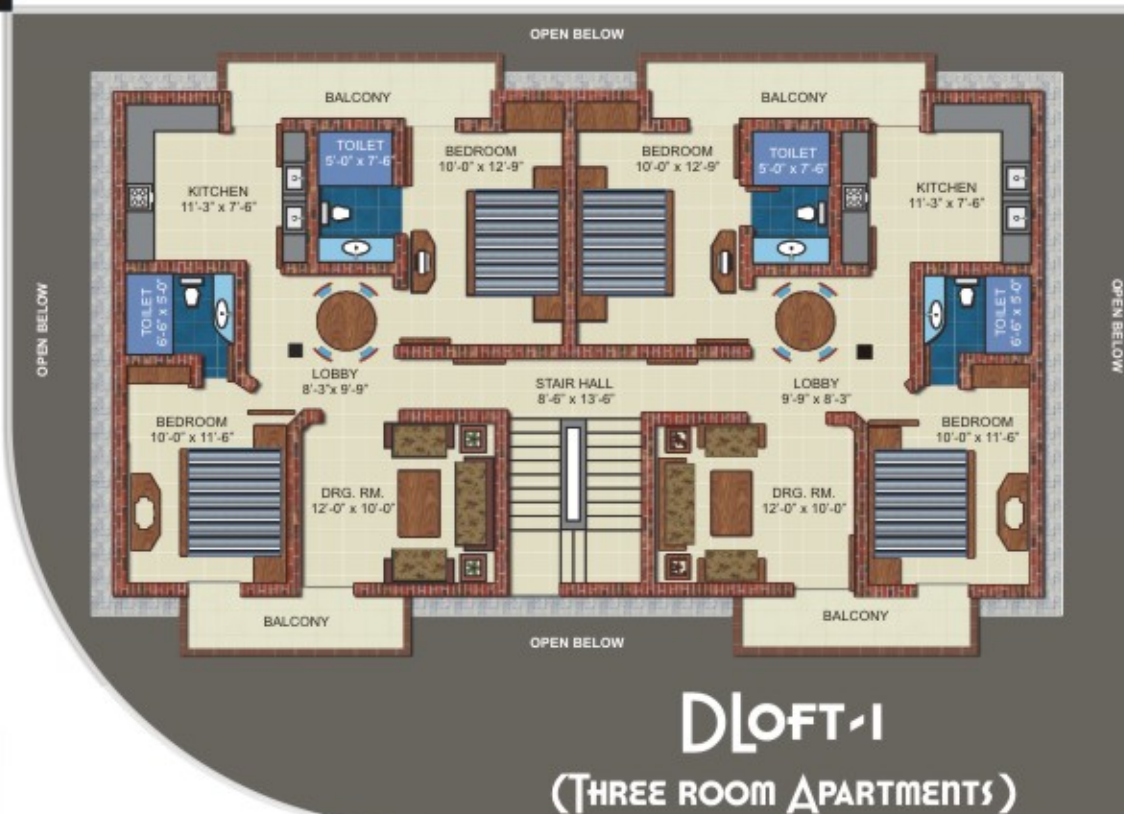 OPEN BELOW
BALCONY
BALCONY
TOILET
5'-0" x 7'-6"
BEDROOM
10'-0" x 12'-9"
BEDROOM
10'-0" x 12'-9"
TOILET
5'-0" x 7'-6"
KITCHEN
11'-3" x 7'-6"
KITCHEN
11'-3" x 7'-6"
OPEN BELOW
TOILET
6'-6" x 5'-0"
TOILET
6'-6" x 5'-0"
OPEN BELOW
LOBBY
8'-3"x 9'-9"
STAIR HALL
8'-6" x 13'-6"
LOBBY
9'-9" x 8'-3"
BEDROOM
10'-0" x 11'-6"
BEDROOM
10'-0" x 11'-6"
DRG. RM.
12'-0" x 10'-0"
DRG. RM.
12'-0" x 10'-0"
BALCONY
BALCONY
OPEN BELOW
DLOFT-1
(THREE ROOM APARTMENTS)